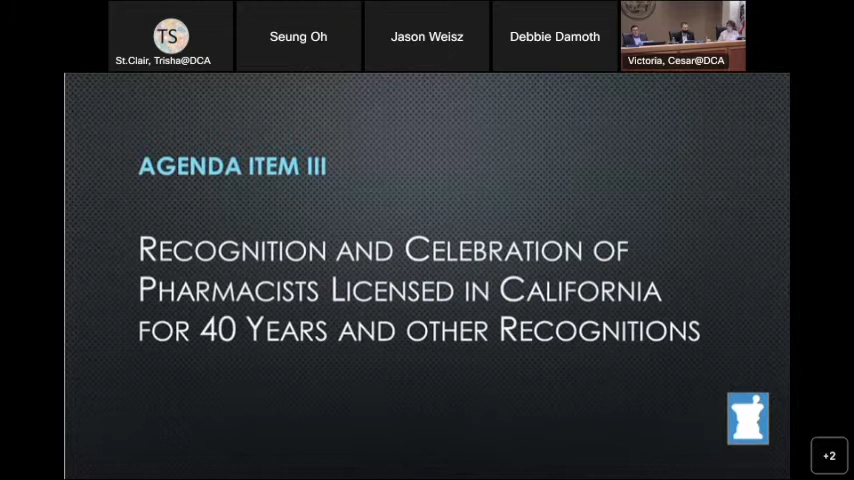 TS
St.Clair, Trisha@DCA
Seung Oh
Jason Weisz
Debbie Damoth
Victoria, Cesar@DCA
AGENDA ITEM III
RECOGNITION AND CELEBRATION OF
PHARMACISTS LICENSED IN CALIFORNIA
FOR 40 YEARS AND OTHER RECOGNITIONS
+2